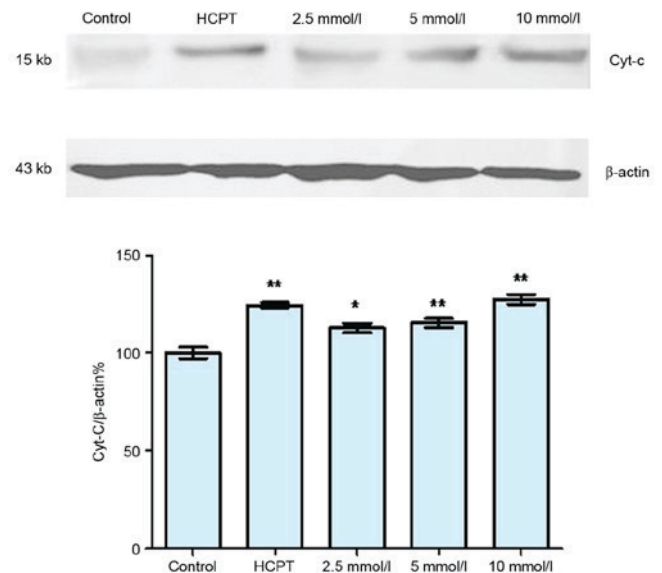 Control HCPT 2.5 mmol/l 5 mmol/l 10 mmol/l
15 kb Cyt-c
43 kb β-actin
150
** * ** **
100
50
0
Cyt-C/β-actin%
Control HCPT 2.5 mmol/l 5 mmol/l 10 mmol/l